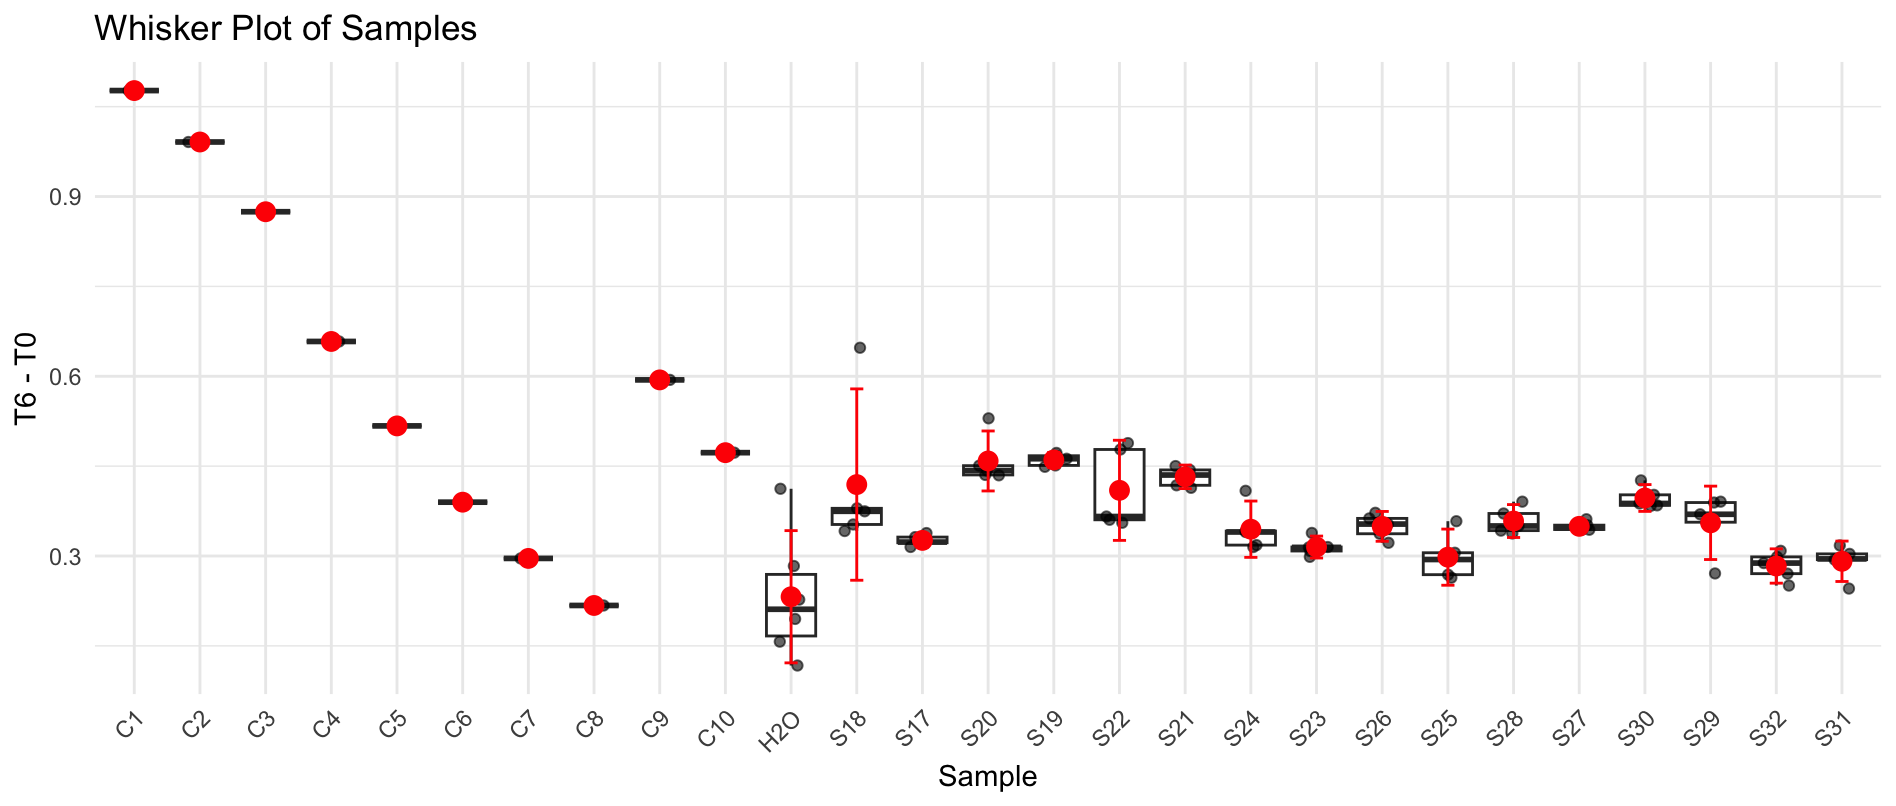 Whisker Plot of Samples
T6 - T0
0.9
0.6
0.3
C1 C2 C3 C4 C5 C6 C7 C8 C9 C10 H2O S18 S17 S20 S19 S22 S21 S24 S23 S26 S25 S28 S27 S30 S29 S32 S31
Sample